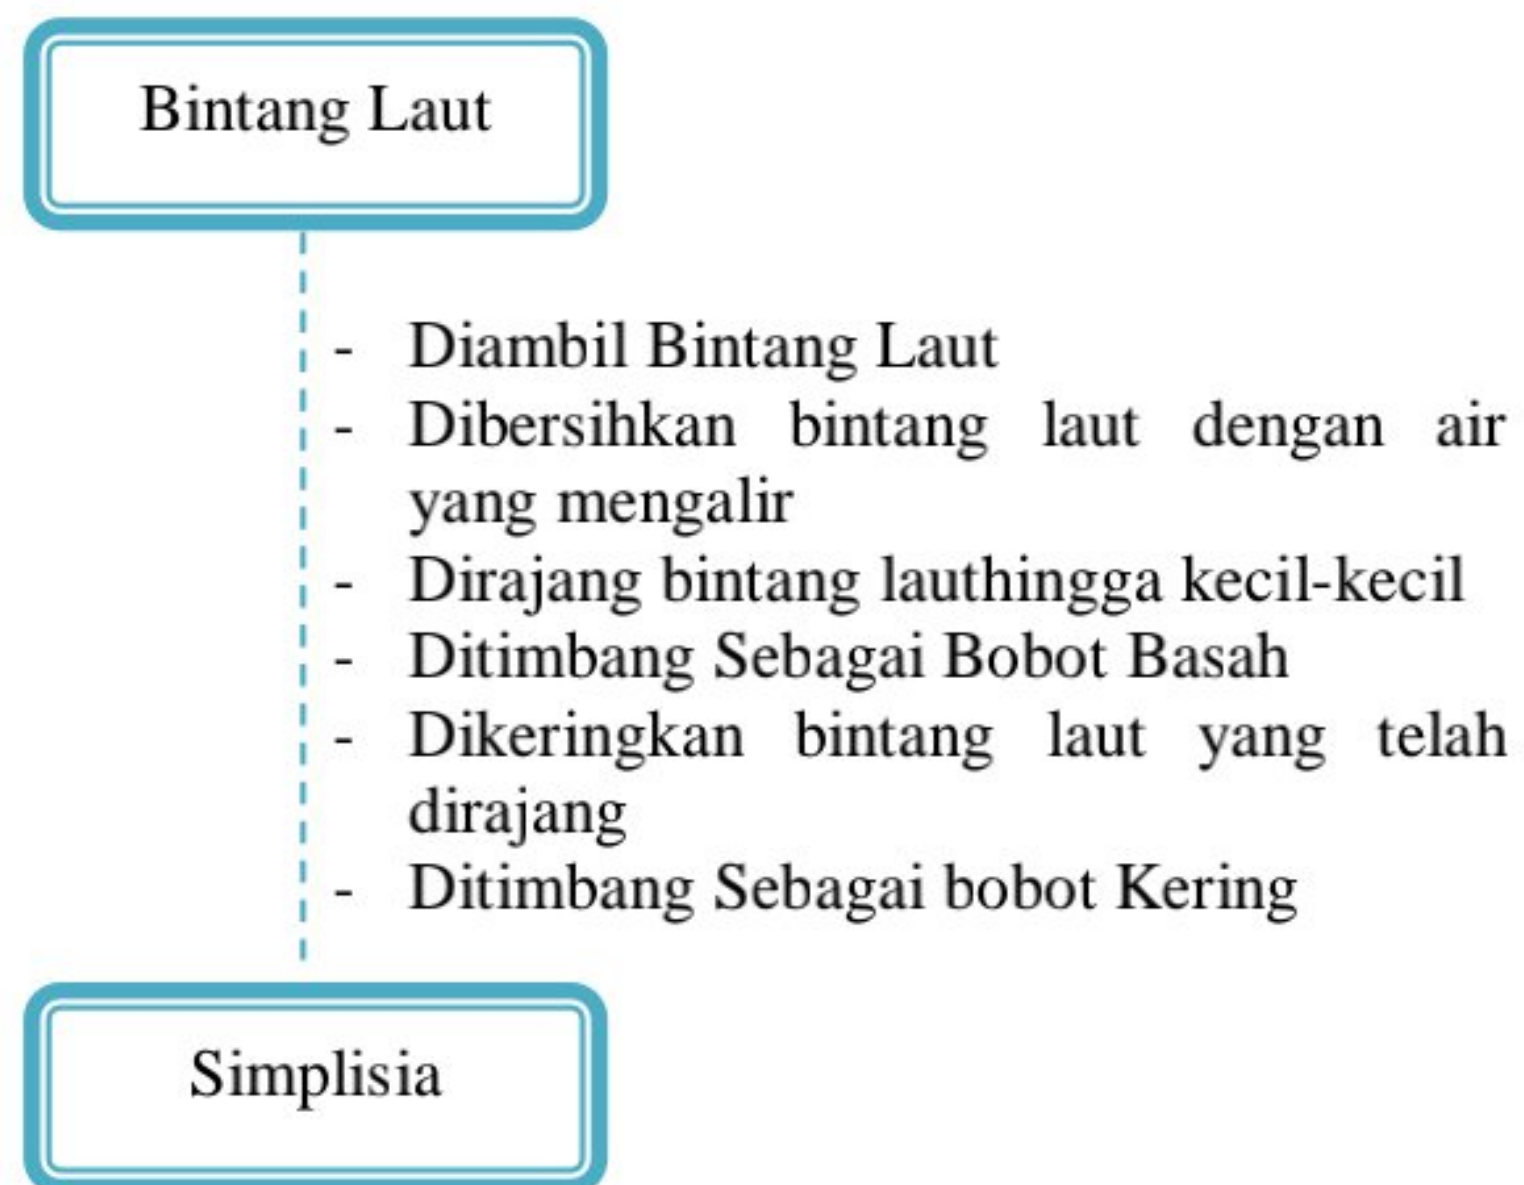 Bintang Laut
- Diambil Bintang Laut
- Dibersihkan bintang laut dengan air
yang mengalir
- Dirajang bintang lauthingga kecil-kecil
- Ditimbang Sebagai Bobot Basah
- Dikeringkan bintang laut yang telah
dirajang
- Ditimbang Sebagai bobot Kering
Simplisia